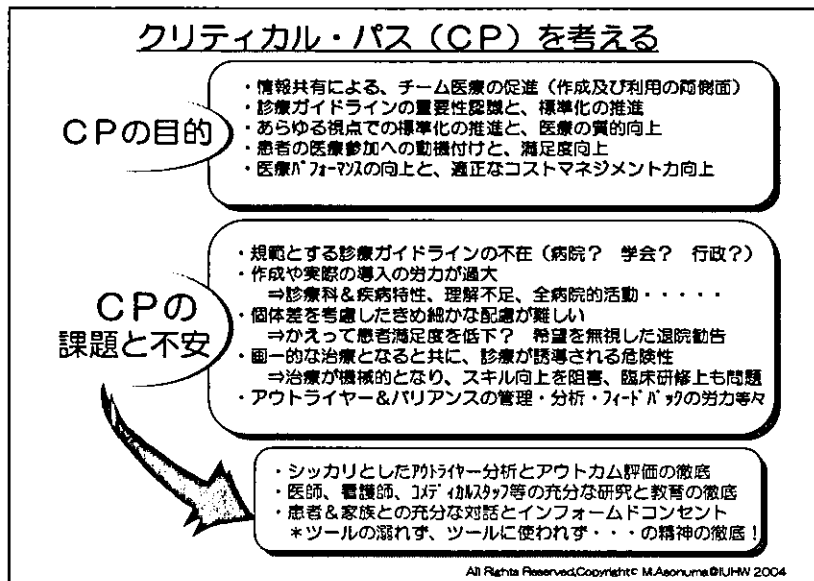 クリティカル・パス(CP)を考える
CPの目的
・情報共有による、チーム医療の促進(作成及び利用の両側面)
・診療ガイドラインの重要性認識と、標準化の推進
・あらゆる視点での標準化の推進と、医療の質的向上
・患者の医療参加への動機付けと、満足度向上
・医療パフォーマンスの向上と、適正なコストマネジメント力向上
CPの
課題と不安
・規範とする診療ガイドラインの不在(病院? 学会? 行政?)
・作成や実際の導入の労力が過大
⇒診療科&疾病特性、理解不足、全病院的活動・・・・・
・個体差を考慮したきめ細かな配慮が難しい
⇒かえって患者満足度を低下? 希望を無視した退院勧告
・画一的な治療となると共に、診療が誘導される危険性
⇒治療が機械的となり、スキル向上を阻害、臨床研修上も問題
・アウトライヤー&バリアンスの管理・分析・フィードバックの労力等々
・シッカリとしたアウトライヤー分析とアウトカム評価の徹底
・医師、看護師、コメディカルスタッフ等の充分な研究と教育の徹底
・患者&家族との充分な対話とインフォームドコンセント
*ツールの溺れず、ツールに使われず・・・の精神の徹底!
All Rights Reserved,Copyright© M.Asonuma@IUHW 2004